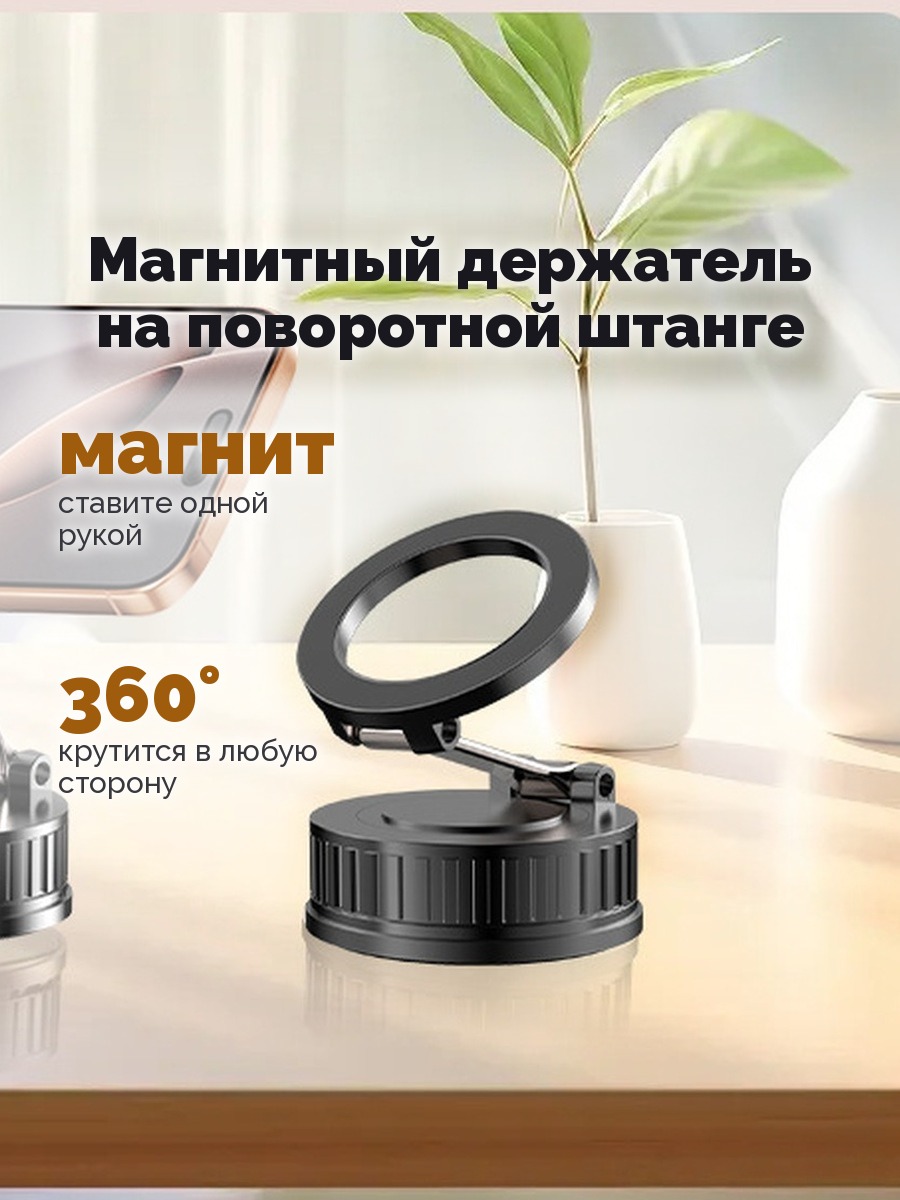 Магнитный держатель
на поворотной штанге
магнит
ставите одной
рукой
360°
крутится в любую
сторону